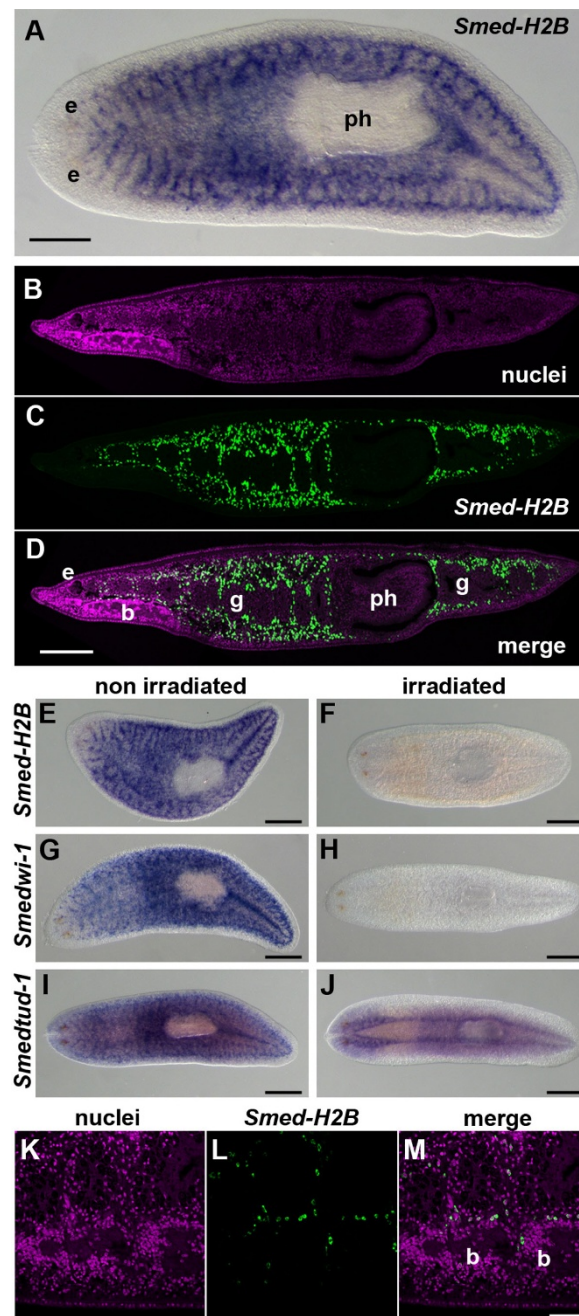 A
Smed-H2B
e
ph
e
B
nuclei
C
Smed-H2B
D
e
b
g
ph
g
merge
non irradiated
irradiated
Smed-H2B
E
F
Smedwi-1
G
H
Smedtud-1
I
J
nuclei
Smed-H2B
merge
K
L
M
b
b